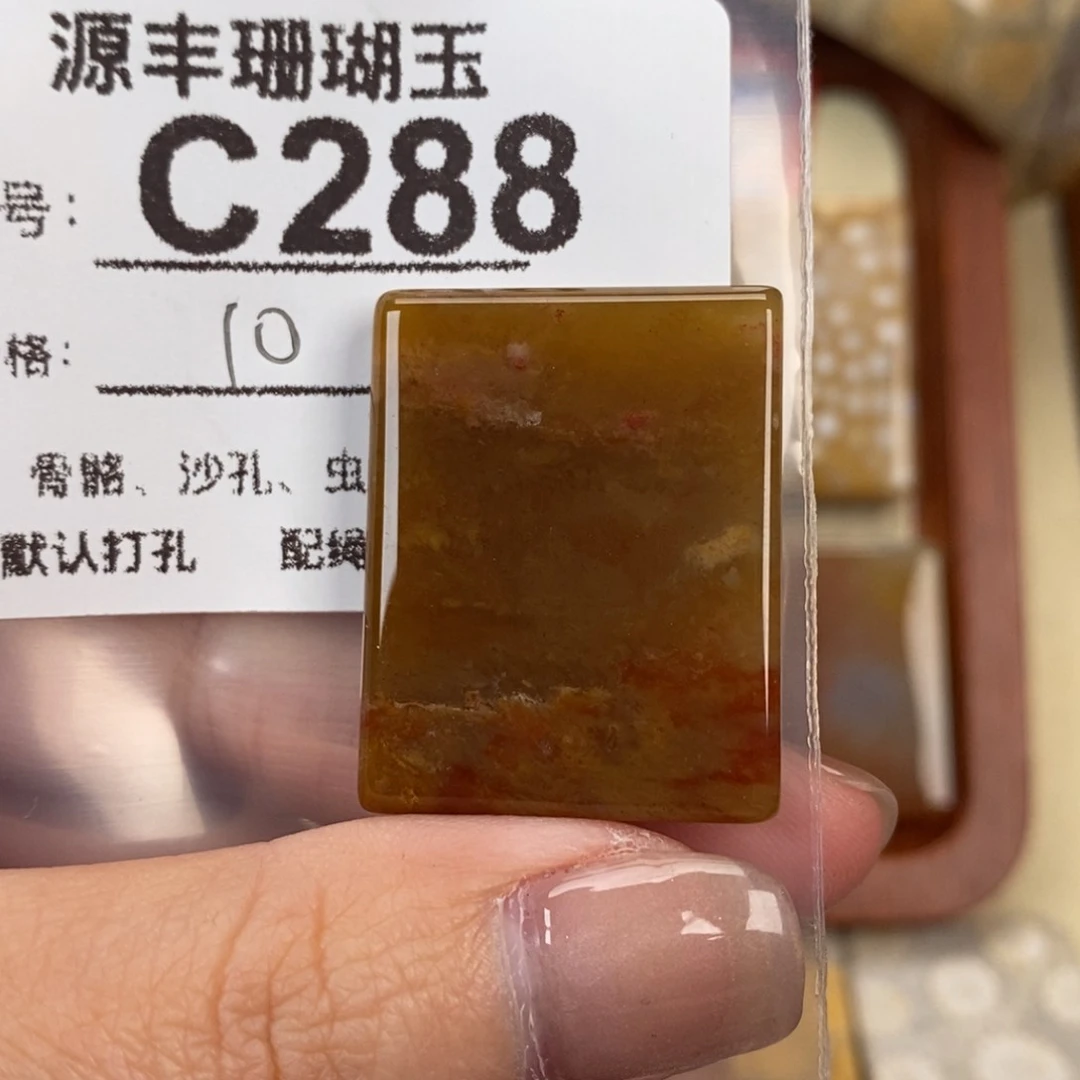 源丰珊瑚玉
号: C288
格: 10
骨骼、沙孔、虫
默认打孔 配绳